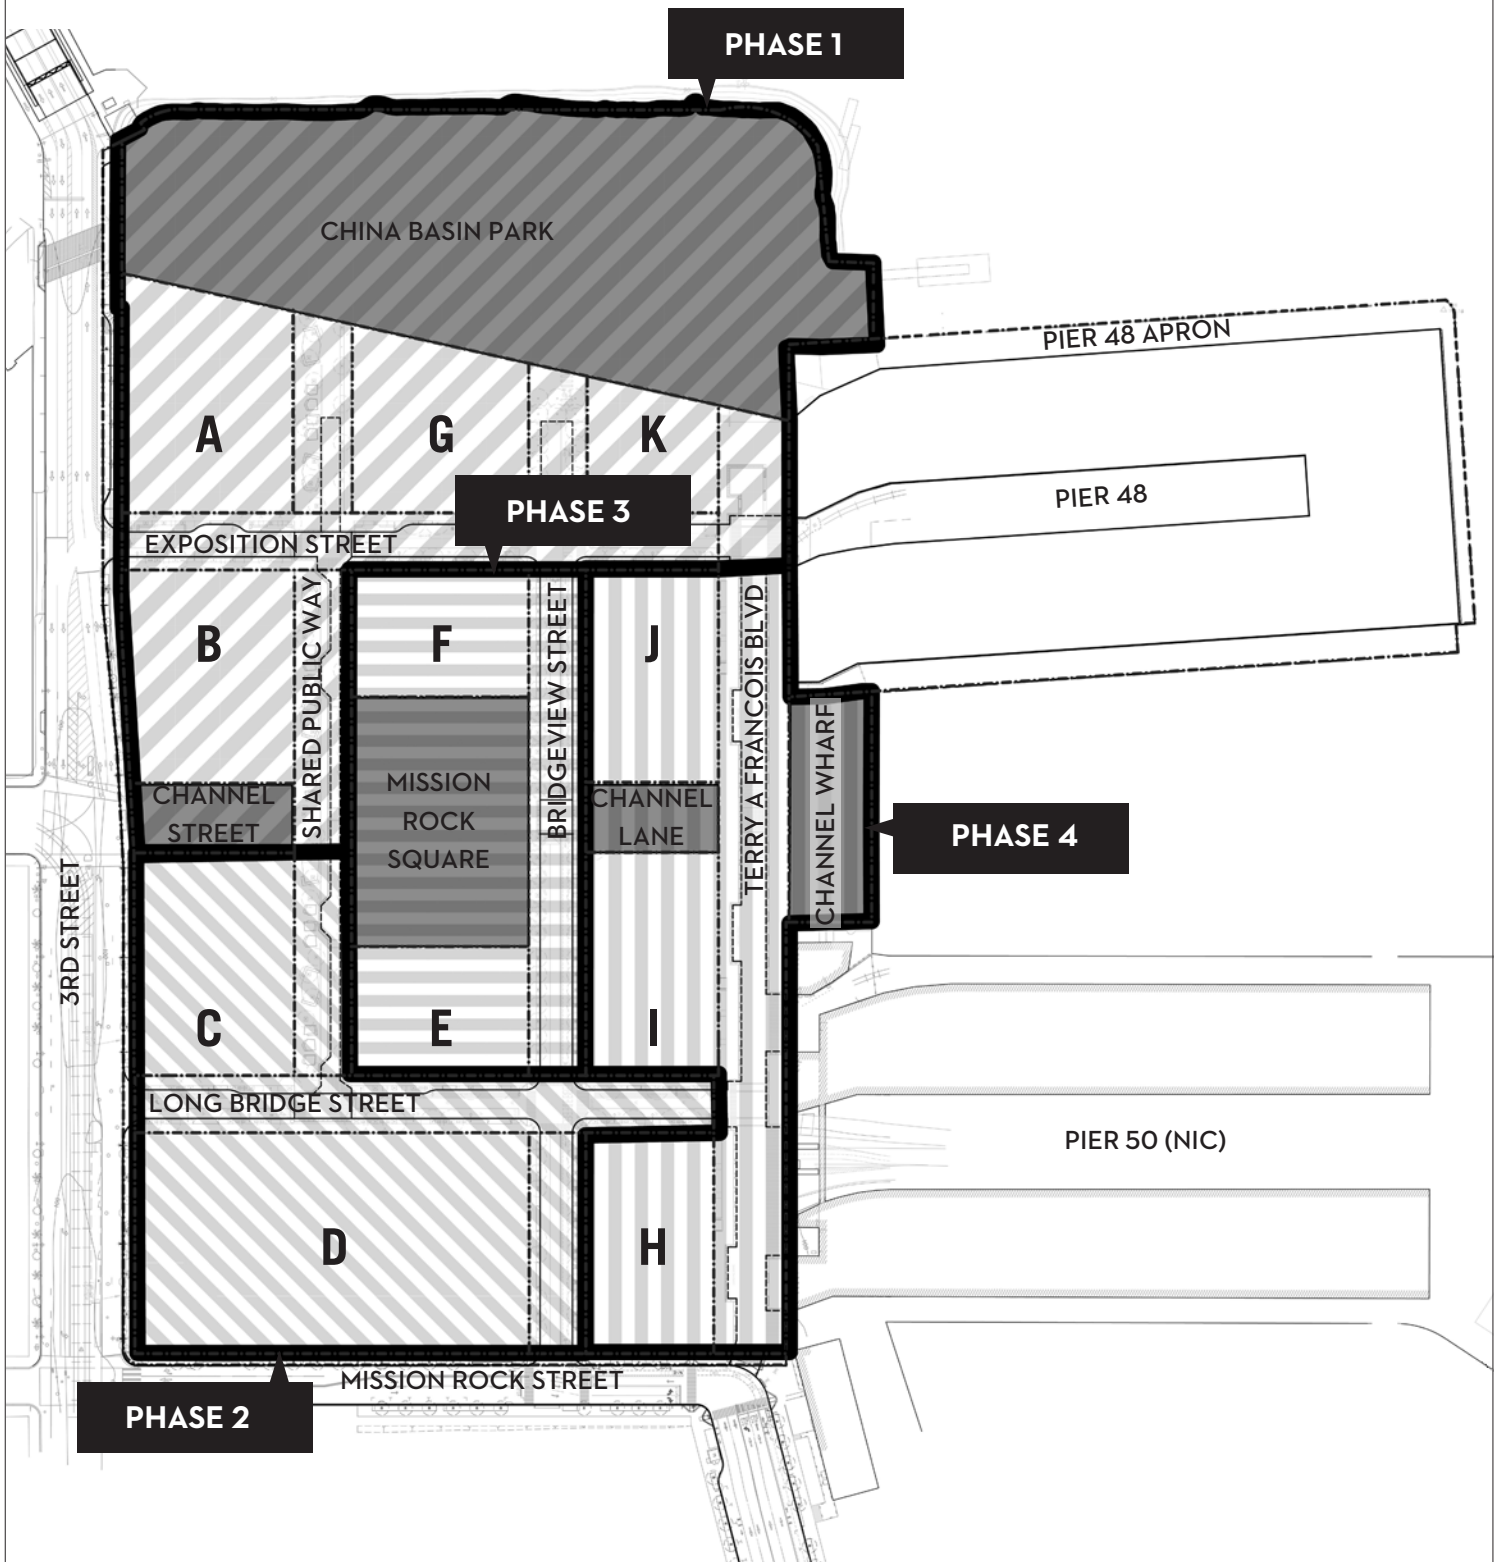 PHASE 1
CHINA BASIN PARK
PIER 48 APRON
A
G
K
PIER 48
PHASE 3
EXPOSITION STREET
B
SHARED PUBLIC WAY
F
BRIDGEVIEW STREET
J
TERRY A FRANCOIS BLVD
CHANNEL WHARF
CHANNEL
STREET
MISSION
ROCK
SQUARE
CHANNEL
LANE
PHASE 4
3RD STREET
C
E
I
LONG BRIDGE STREET
PIER 50 (NIC)
D
H
MISSION ROCK STREET
PHASE 2